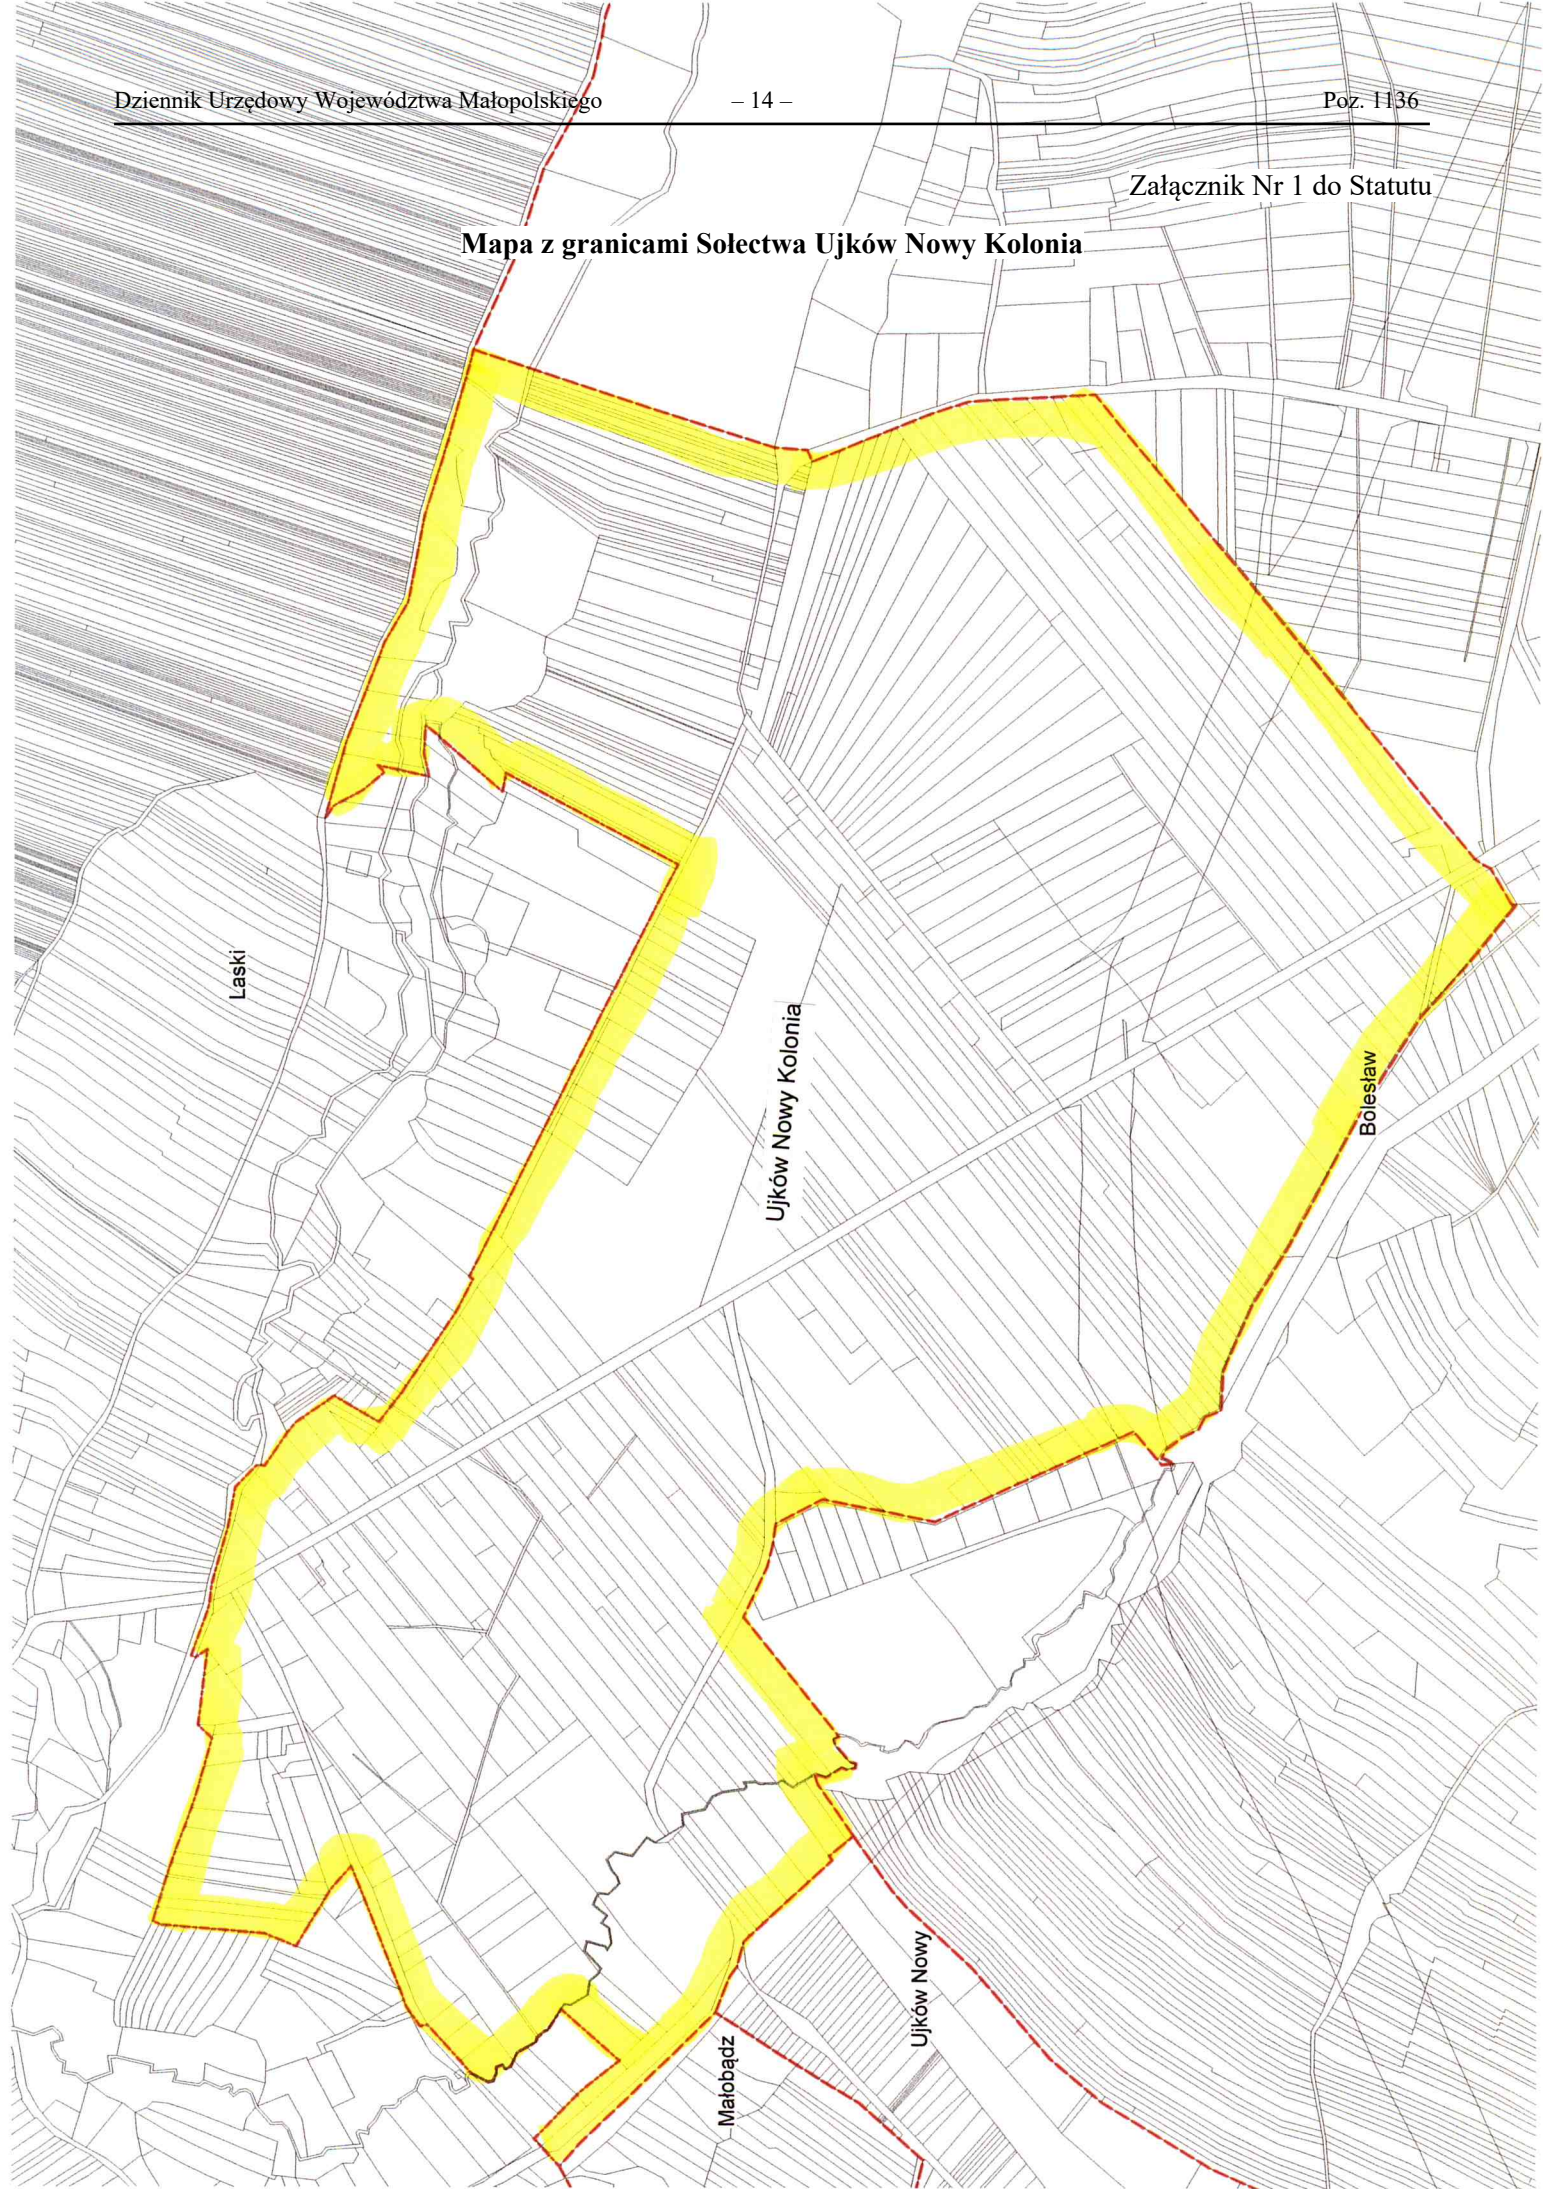 Dziennik Urzędowy Województwa Małopolskiego – 14 – Poz. 1136
Załącznik Nr 1 do Statutu
Mapa z granicami Sołectwa Ujków Nowy Kolonia
Laski
Ujków Nowy Kolonia
Bolesław
Ujków Nowy
Małobądz